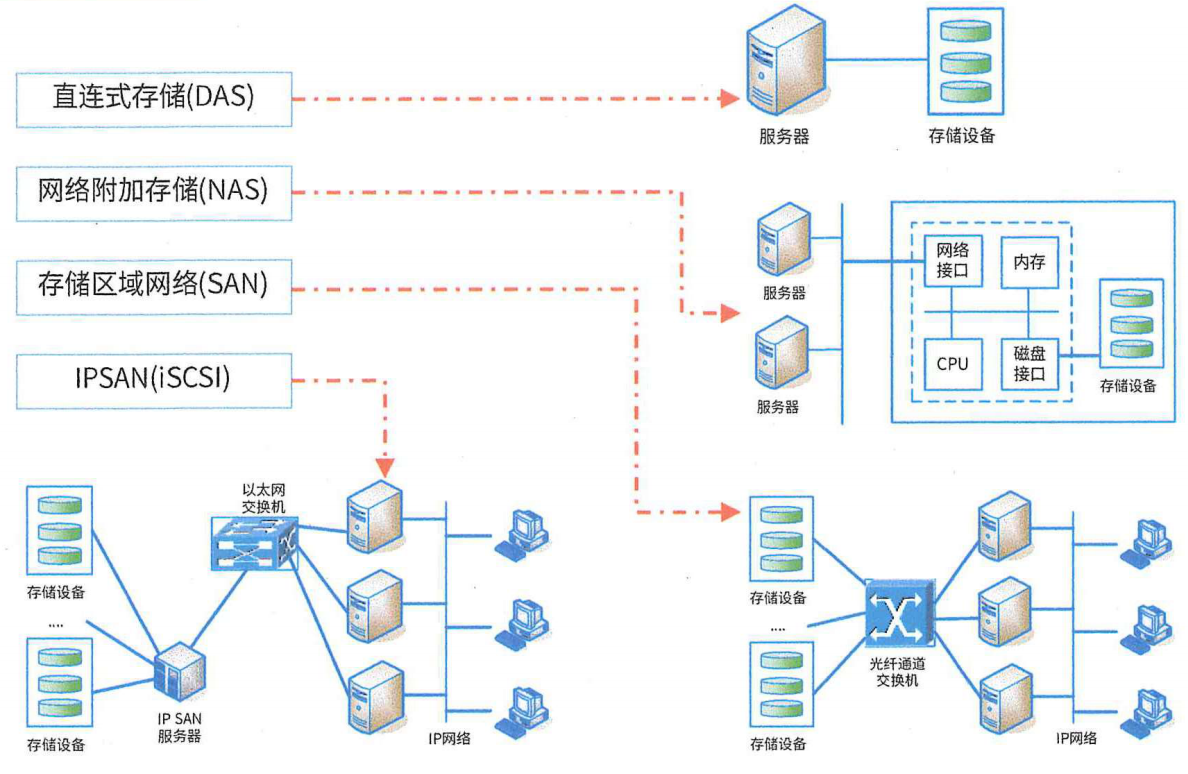 直连式存储(DAS)
服务器
存储设备
网络附加存储(NAS)
服务器
服务器
网络
接口
内存
CPU
磁盘
接口
存储设备
存储区域网络(SAN)
IPSAN(iSCSI)
存储设备
....
存储设备
IP SAN
服务器
以太网
交换机
IP网络
存储设备
....
存储设备
光纤通道
交换机
IP网络